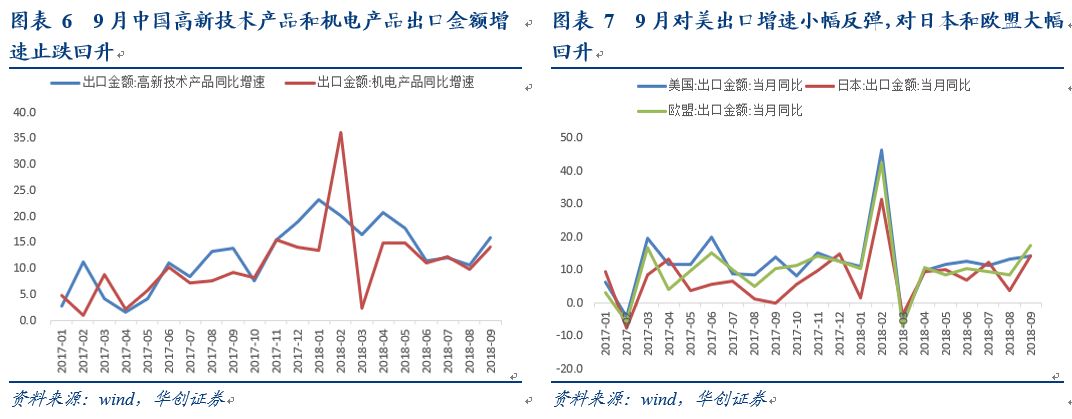 图表 6 9 月中国高新技术产品和机电产品出口金额增
速止跌回升
出口金额:高新技术产品同比增速 出口金额:机电产品同比增速
40.0
35.0
30.0
25.0
20.0
15.0
10.0
5.0
0.0
2017-01 2017-02 2017-03 2017-04 2017-05 2017-06 2017-07 2017-08 2017-09 2017-10 2017-11 2017-12 2018-01 2018-02 2018-03 2018-04 2018-05 2018-06 2018-07 2018-08 2018-09
资料来源：wind，华创证券
图表 7 9 月对美出口增速小幅反弹，对日本和欧盟大幅
回升
美国:出口金额:当月同比 日本:出口金额:当月同比
欧盟:出口金额:当月同比
50.0
40.0
30.0
20.0
10.0
0.0
-10.0
-20.0
2017-01 2017-02 2017-03 2017-04 2017-05 2017-06 2017-07 2017-08 2017-09 2017-10 2017-11 2017-12 2018-01 2018-02 2018-03 2018-04 2018-05 2018-06 2018-07 2018-08 2018-09
资料来源：wind，华创证券